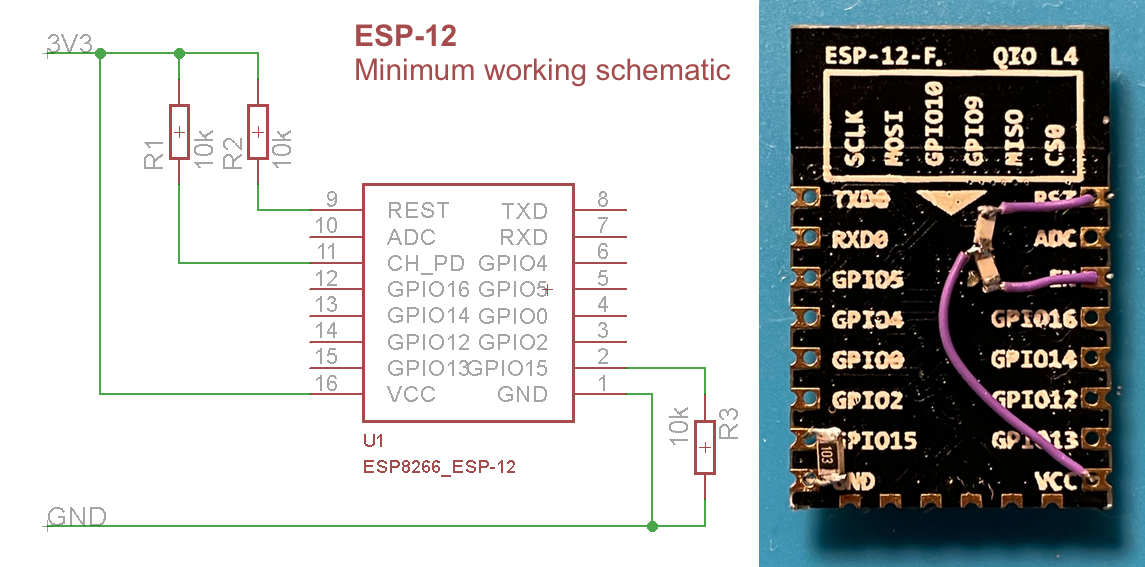 ESP-12
Minimum working schematic
3V3
R1
10k
R2
10k
9
REST
TXD
8
10
ADC
RXD
7
11
CH_PD
GPIO4
6
12
GPIO16
GPIO5
5
13
GPIO14
GPIO0
4
14
GPIO12
GPIO2
3
15
GPIO13
GPIO15
2
16
VCC
GND
1
10k
R3
U1
ESP8266_ESP-12
GND
ESP-12-F.
QIO L4
SCLK
MOSI
GPIO10
GPIO9
MISO
CS0
TXD0
RST
RXD0
ADC
GPIO5
EN
GPIO4
GPIO16
GPIO0
GPIO14
GPIO2
GPIO12
GPIO15
GPIO13
103
GND
VCC